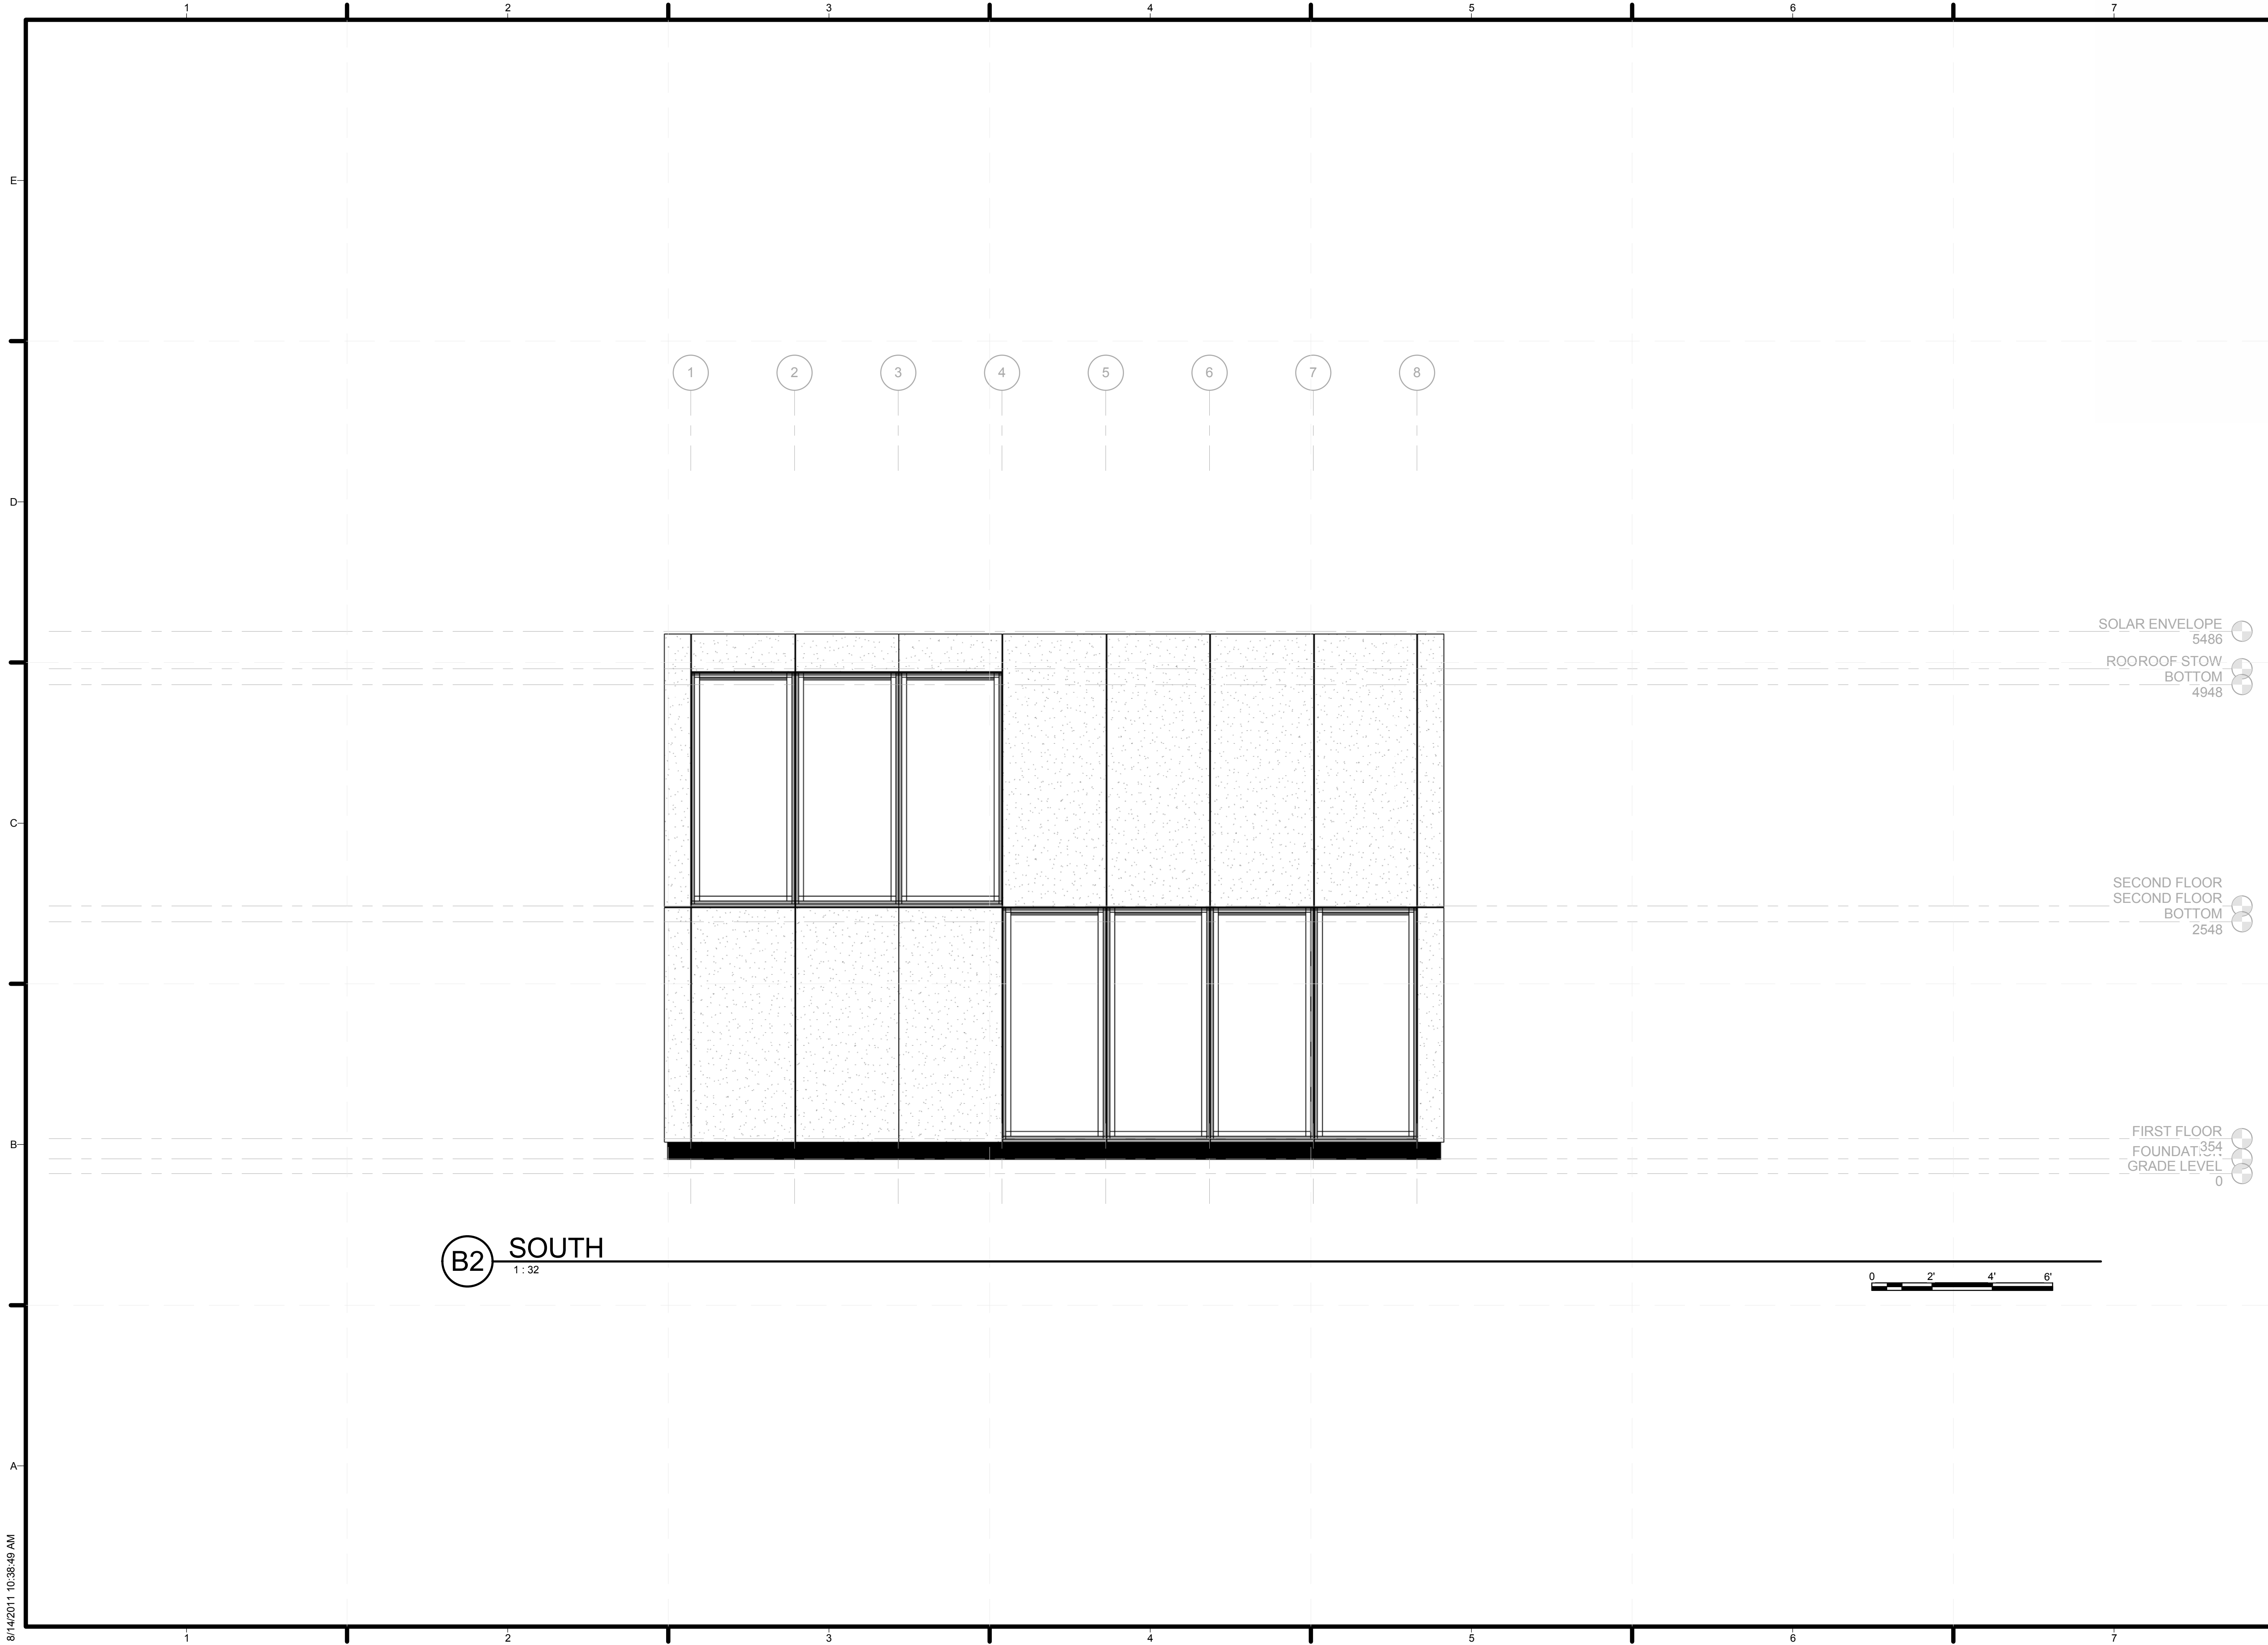 1 2 3 4 5 6 7
E
D
C
B
A
1 2 3 4 5 6 7 8
SOLAR ENVELOPE
5486
ROOROOF STOW
BOTTOM
4948
SECOND FLOOR
SECOND FLOOR
BOTTOM
2548
FIRST FLOOR
354
GRADE LEVEL
0
B2 SOUTH
1 : 32
0 2' 4' 6'
8/14/2011 10:38:49 AM
1 2 3 4 5 6 7